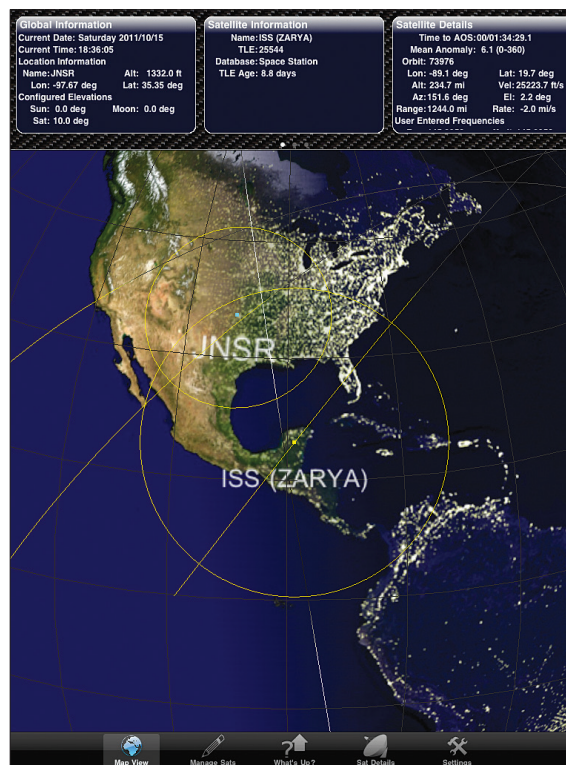 Global Information
Current Date: Saturday 2011/10/15
Current Time: 18:36:05
Location Information
Name:JNSR Alt: 1332.0 ft
Lon: -97.67 deg Lat: 35.35 deg
Configured Elevations
Sun: 0.0 deg Moon: 0.0 deg
Sat: 10.0 deg
Satellite Information
Name:ISS (ZARYA)
TLE:25544
Database:Space Station
TLE Age: 8.8 days
Satellite Details
Time to AOS:00/01:34:29.1
Mean Anomaly: 6.1 (0-360)
Orbit: 73976
Lon: -89.1 deg Lat: 19.7 deg
Alt: 234.7 mi Vel:25223.7 ft/s
Az:151.6 deg El: 2.2 deg
Range:1244.0 mi Rate: -2.0 mi/s
User Entered Frequencies
JNSR
ISS (ZARYA)
Map View Manage Sats What's Up? Sat Details Settings